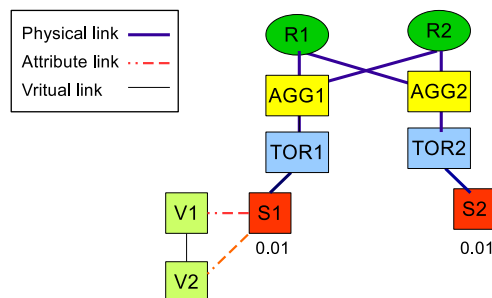 R1
R2
Physical link
Attribute link
Vritual link
AGG1
AGG2
TOR1
TOR2
V1
S1
S2
0.01
0.01
V2